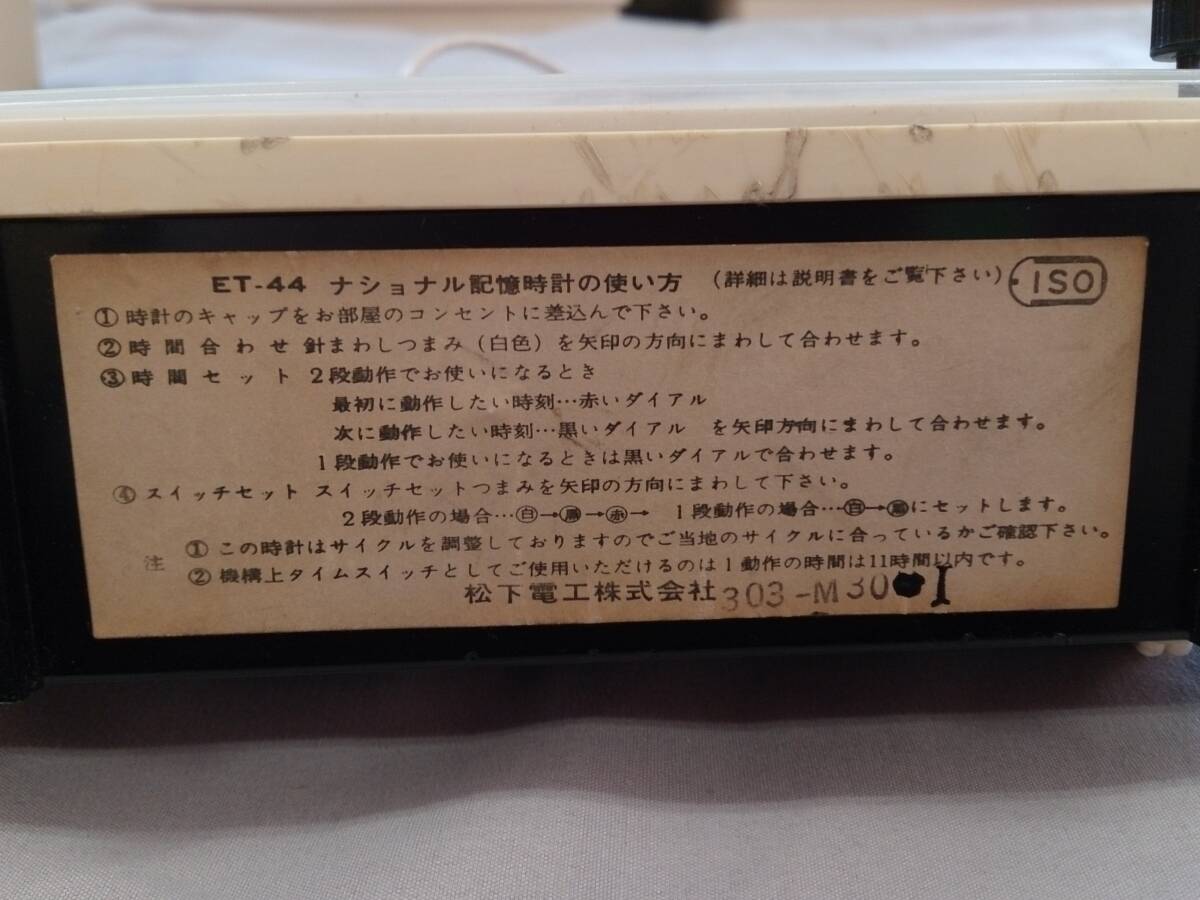 ET-44 ナショナル記憶時計の使い方 (詳細は説明書をご覧下さい) ISO
①時計のキャップをお部屋のコンセントに差込んで下さい。
②時間合わせ 針まわしつまみ(白色)を矢印の方向にまわして合わせます。
③時間セット 2段動作でお使いになるとき
最初に動作したい時刻…赤いダイアル
次に動作したい時刻…黒いダイアル を矢印方向にまわして合わせます。
1段動作でお使いになるときは黒いダイアルで合わせます。
④スイッチセット スイッチセットつまみを矢印の方向にまわして下さい。
2段動作の場合…㊀→㊀→㊀→ 1段動作の場合…㊀→㊀にセットします。
注 ①この時計はサイクルを調整しておりますのでご当地のサイクルに合っているかご確認下さい。
②機構上タイムスイッチとしてご使用いただけるのは1動作の時間は11時間以内です。
松下電工株式会社 303-M30